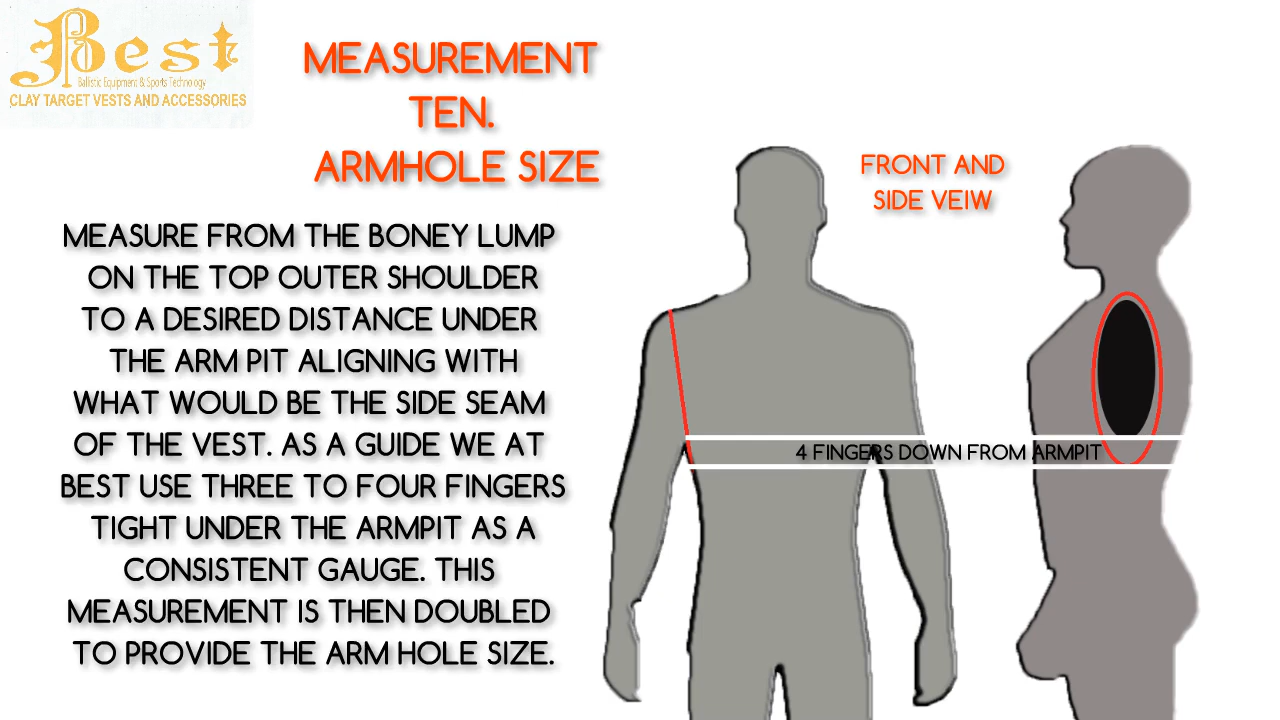 Best
Ballistic Equipment & Sports Technology
CLAY TARGET VESTS AND ACCESSORIES
MEASUREMENT
TEN.
ARMHOLE SIZE
MEASURE FROM THE BONEY LUMP
ON THE TOP OUTER SHOULDER
TO A DESIRED DISTANCE UNDER
THE ARM PIT ALIGNING WITH
WHAT WOULD BE THE SIDE SEAM
OF THE VEST. AS A GUIDE WE AT
BEST USE THREE TO FOUR FINGERS
TIGHT UNDER THE ARMPIT AS A
CONSISTENT GAUGE. THIS
MEASUREMENT IS THEN DOUBLED
TO PROVIDE THE ARM HOLE SIZE.
FRONT AND
SIDE VEIW
4 FINGERS DOWN FROM ARMPIT